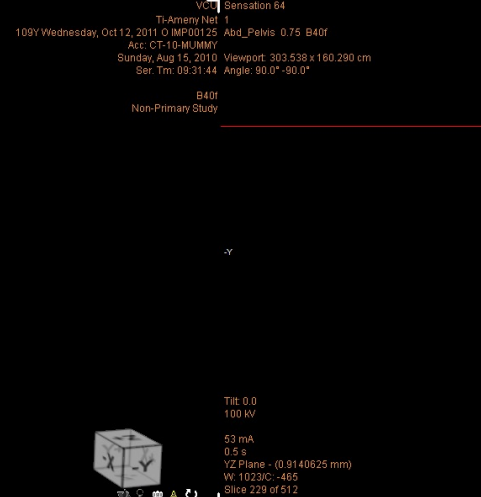 VCU Sensation 64
Ti-Ameny Net 1
109Y Wednesday, Oct 12, 2011 O IMP00125 Abd_Pelvis 0.75 B40f
Acc: CT-10-MUMMY
Sunday, Aug 15, 2010 Viewport: 303.538 x 160.290 cm
Ser. Tm: 09:31:44 Angle: 90.0° -90.0°
B40f
Non-Primary Study
-Y
Tilt: 0.0
100 kV
53 mA
0.5 s
YZ Plane - (0.9140625 mm)
W: 1023/C: -465
Slice 229 of 512
Z
-X
-Y